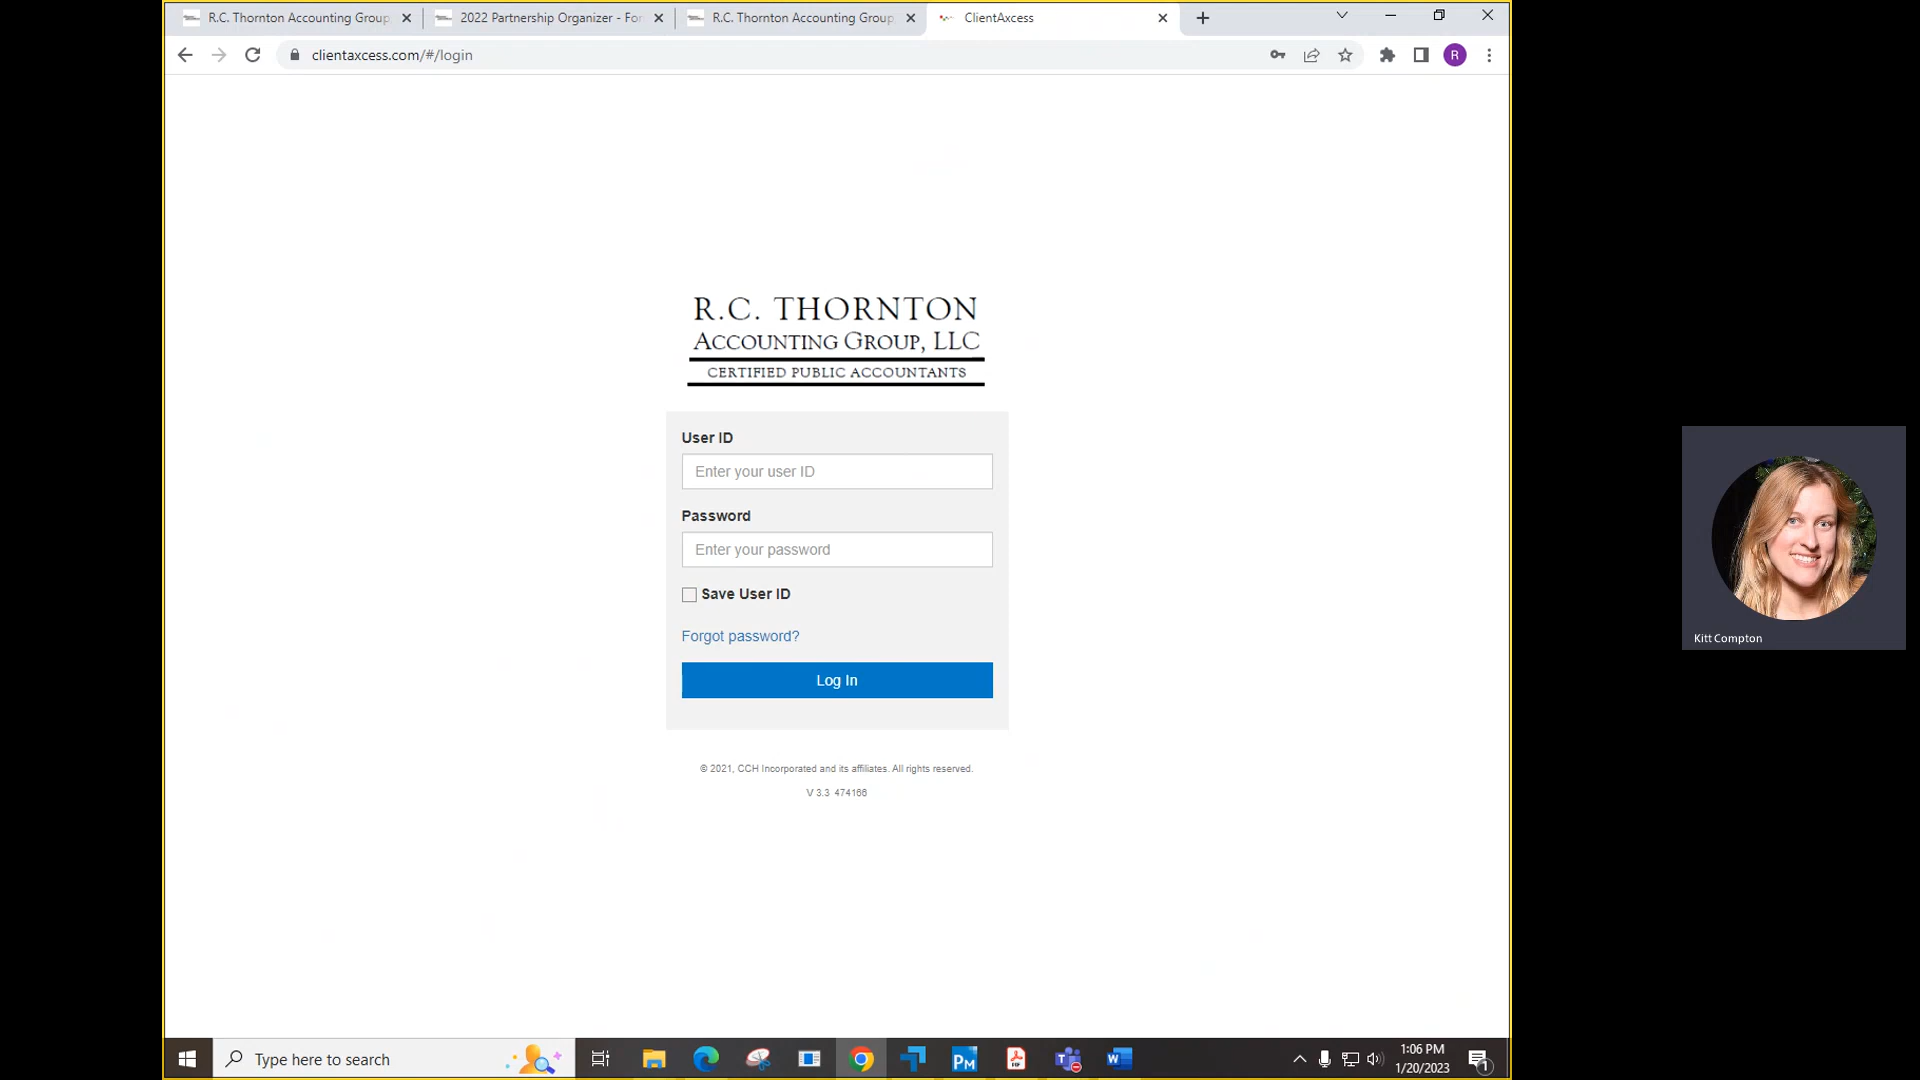 R.C. Thornton Accounting Group
2022 Partnership Organizer - For
R.C. Thornton Accounting Group
ClientAxcess
clientaxcess.com/#/login
R
R.C. THORNTON
ACCOUNTING GROUP, LLC
CERTIFIED PUBLIC ACCOUNTANTS
User ID
Enter your user ID
Password
Enter your password
Save User ID
Forgot password?
Log In
© 2021, CCH Incorporated and its affiliates. All rights reserved.
V 3.3 474166
Kitt Compton
Type here to search
PM
PDF
W
1:06 PM
1/20/2023
1